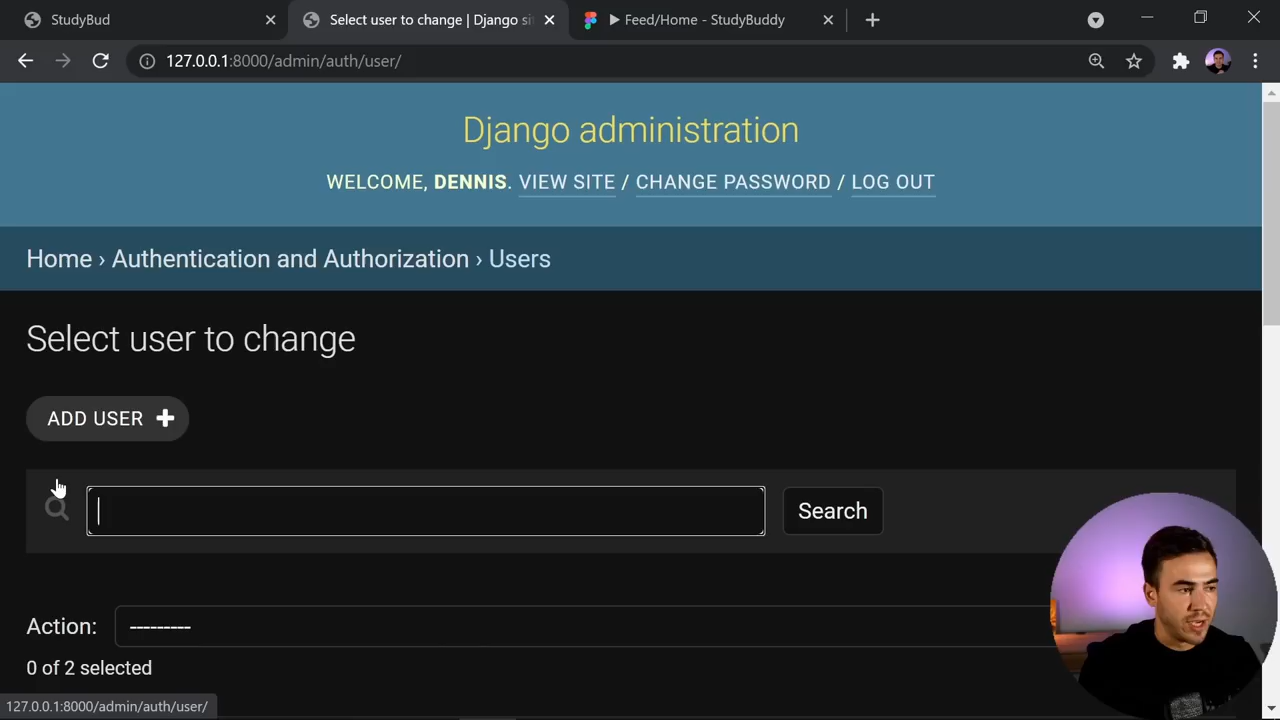 StudyBud
Select user to change | Django si
Feed/Home - StudyBuddy
127.0.0.1:8000/admin/auth/user/
Django administration
WELCOME, DENNIS. VIEW SITE / CHANGE PASSWORD / LOG OUT
Home › Authentication and Authorization › Users
Select user to change
ADD USER
Search
Action: ---------
0 of 2 selected
127.0.0.1:8000/admin/auth/user/